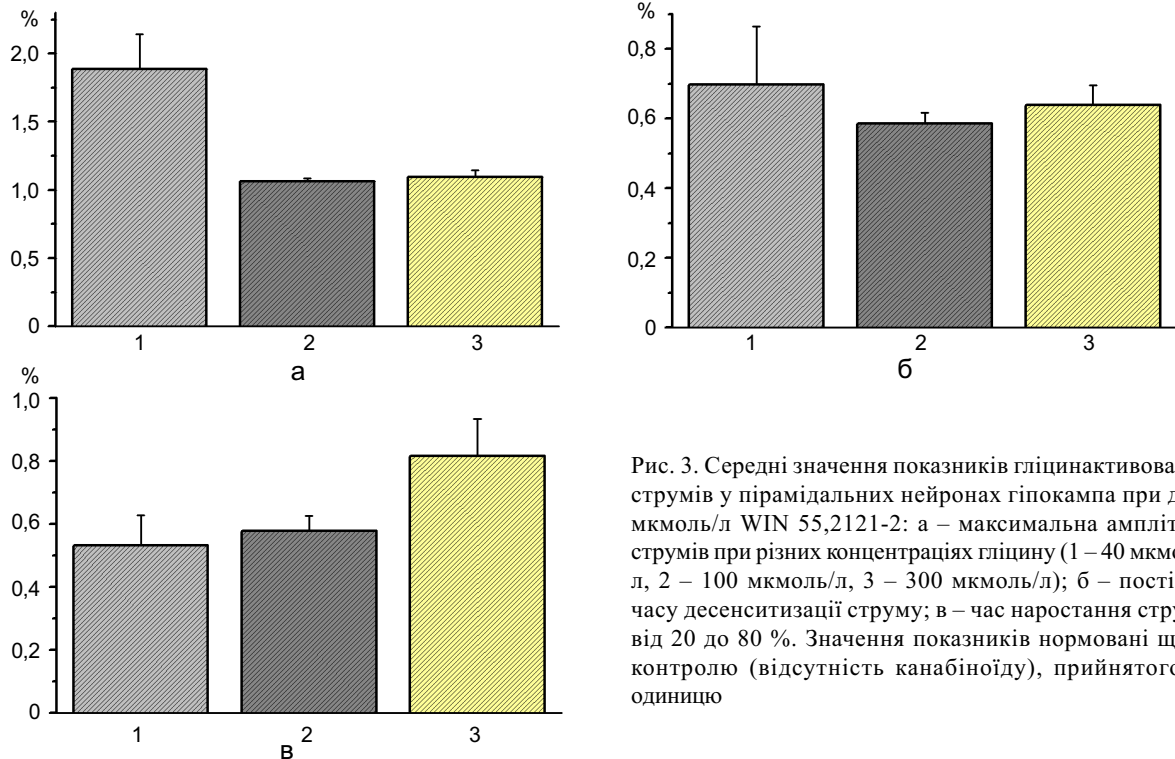 %
2,0
1,5
1,0
0,5
0
1 2 3
а
%
0,8
0,6
0,4
0,2
0
1 2 3
б
%
1,0
0,8
0,6
0,4
0,2
0
1 2 3
в
Рис. 3. Середні значення показників гліцинактивова
струмів у пірамідальних нейронах гіпокампа при д
мкмоль/л WIN 55,2121-2: а – максимальна ампліт
струмів при різних концентраціях гліцину (1 – 40 мкмо
л, 2 – 100 мкмоль/л, 3 – 300 мкмоль/л); б – пості
часу десенситизації струму; в – час наростання стру
від 20 до 80 %. Значення показників нормовані щ
контролю (відсутність канабіноїду), прийнятого
одиницю